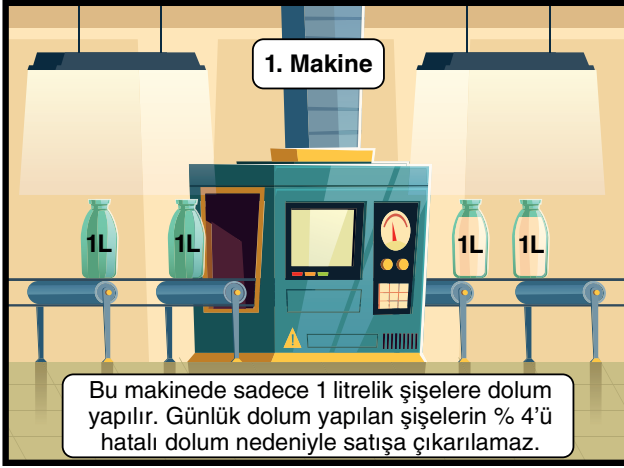 1. Makine
1L
1L
1L
1L
Bu makinede sadece 1 litrelik şişelere dolum
yapılır. Günlük dolum yapılan şişelerin % 4'ü
hatalı dolum nedeniyle satışa çıkarılamaz.